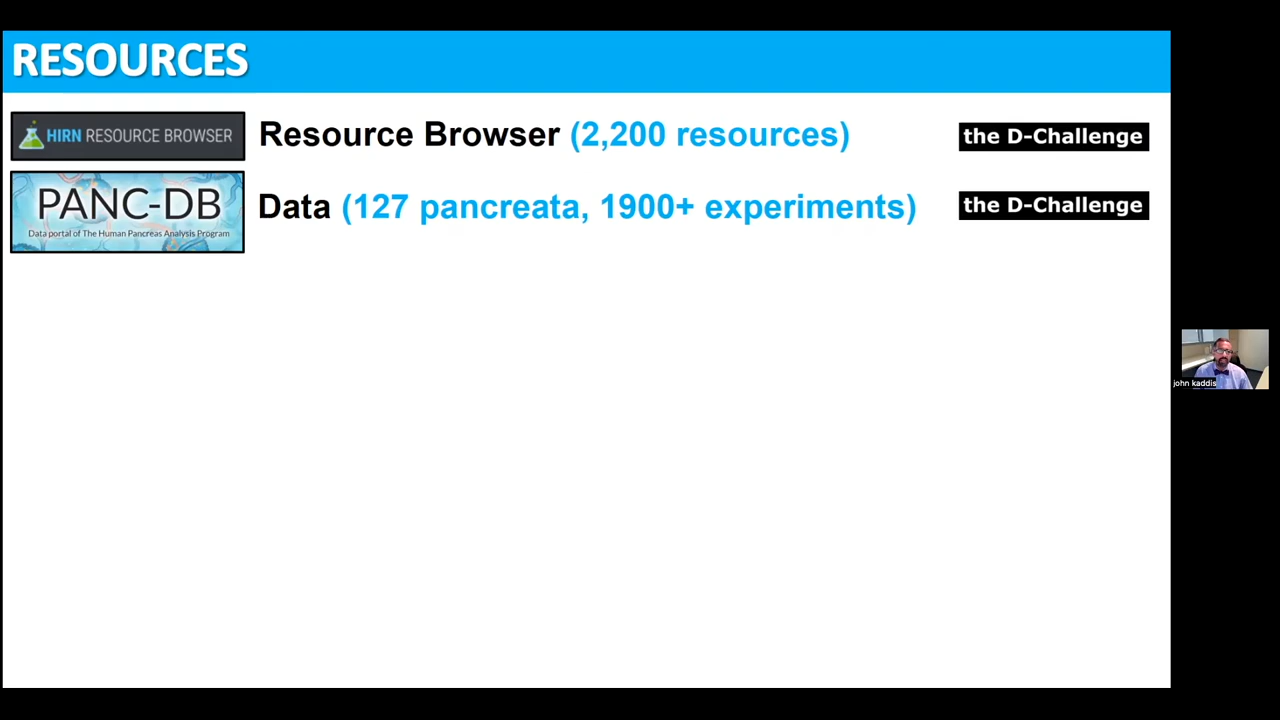 RESOURCES
HIRN RESOURCE BROWSER
Resource Browser (2,200 resources)
the D-Challenge
PANC-DB
Data portal of The Human Pancreas Analysis Program
Data (127 pancreata, 1900+ experiments)
the D-Challenge
john kaddis